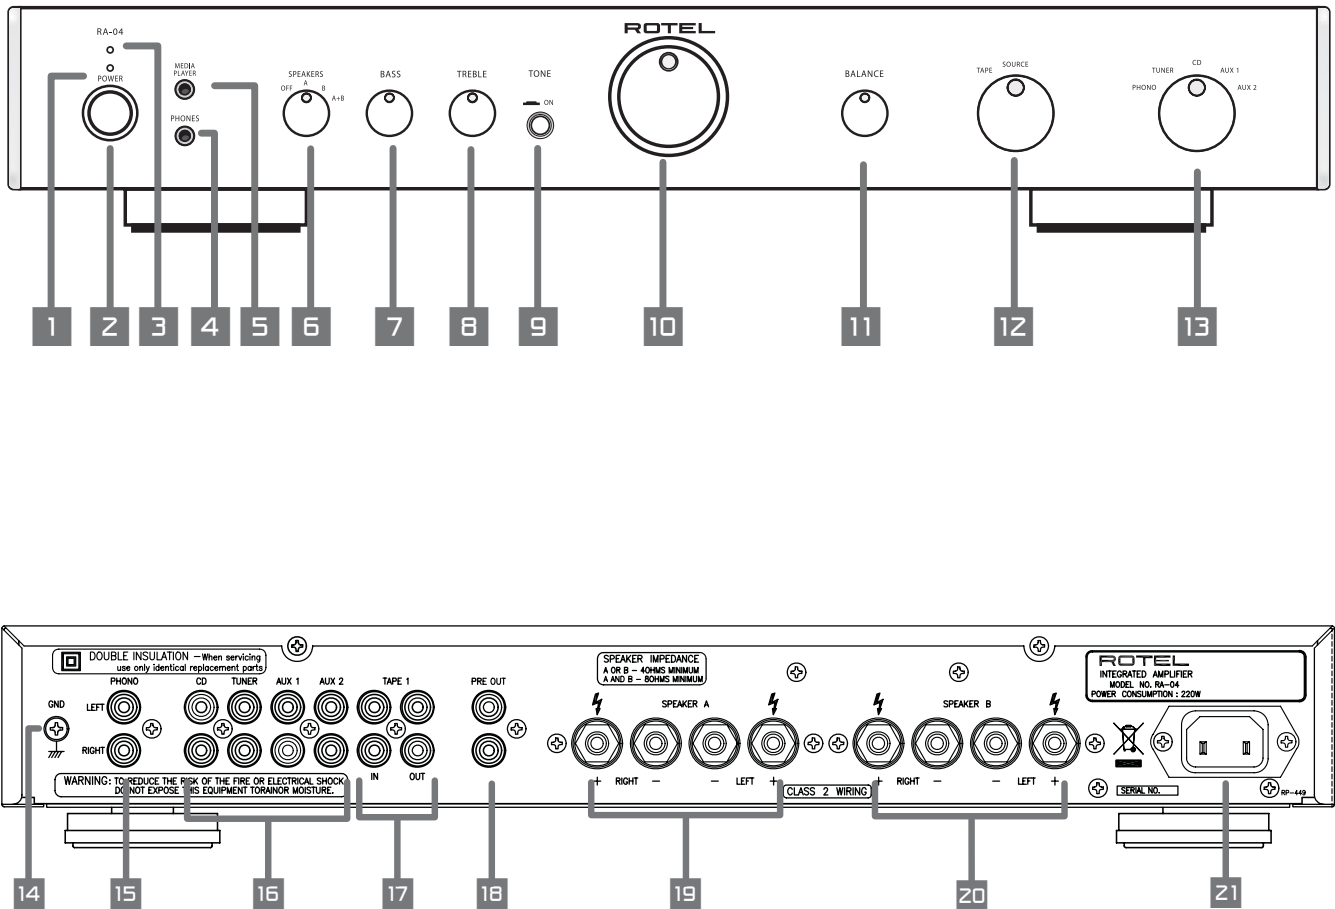 ROTEL
RA-04
POWER
MEDIA
PLAYER
PHONES
SPEAKERS
OFF A B A+B
BASS
TREBLE
TONE
ON
BALANCE
TAPE SOURCE
PHONO TUNER CD AUX 1 AUX 2
1 2 3 4 5 6 7 8 9 10 11 12 13
DOUBLE INSULATION —When servicing
use only identical replacement parts
PHONO CD TUNER AUX 1 AUX 2 TAPE 1 PRE OUT
GND
LEFT
RIGHT
IN OUT
WARNING: TO REDUCE THE RISK OF THE FIRE OR ELECTRICAL SHOCK
DO NOT EXPOSE THIS EQUIPMENT TORAINOR MOISTURE.
SPEAKER IMPEDANCE
A OR B – 4OHMS MINIMUM
A AND B – 8OHMS MINIMUM
SPEAKER A
+ RIGHT – – LEFT +
CLASS 2 WIRING
SPEAKER B
+ RIGHT – – LEFT +
ROTEL
INTEGRATED AMPLIFIER
MODEL NO. RA-04
POWER CONSUMPTION : 220W
SERIAL NO.
RP-449
14 15 16 17 18 19 20 21